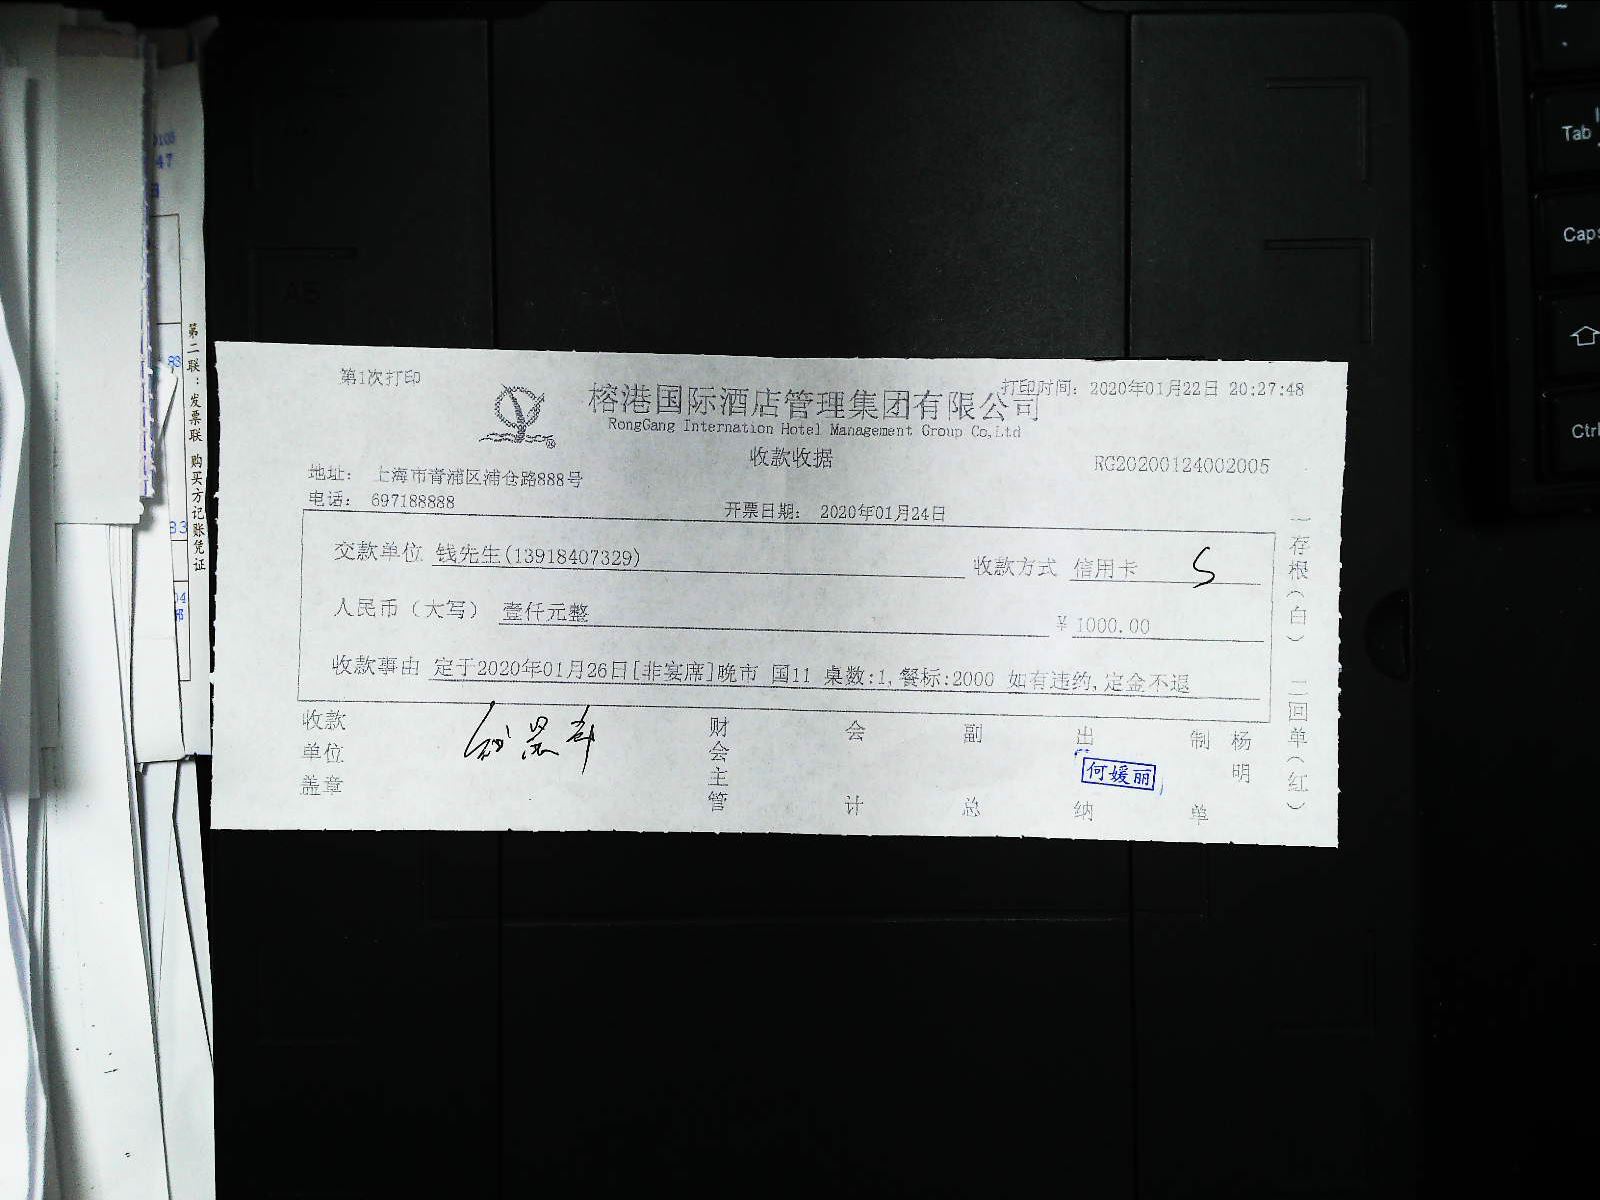 第1次打印
打印时间: 2020年01月22日 20:27:48
榕港国际酒店管理集团有限公司
RongGang Internation Hotel Management Group Co,Ltd
收款收据
RG20200124002005
地址: 上海市青浦区浦仓路888号
电话: 697188888
开票日期: 2020年01月24日
交款单位 钱先生(13918407329) 收款方式 信用卡
人民币（大写） 壹仟元整 ¥1000.00
收款事由 定于2020年01月26日[非宴席]晚市 国11 桌数:1,餐标:2000 如有违约,定金不退
收款单位盖章
财会主管
会计
副总
出纳
何媛丽
制单
杨明
一存根(白) 二回单(红)
第二联：发票联 购买方记账凭证
83
83
47
Tab
Caps
Ctrl